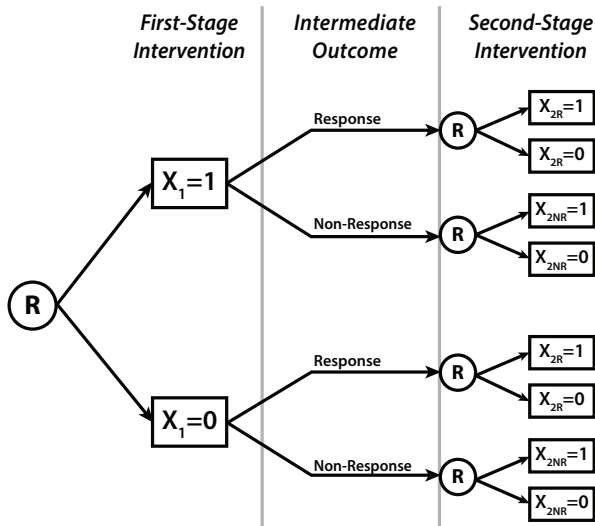 First-Stage
Intervention
Intermediate
Outcome
Second-Stage
Intervention
Response
R
X2R=1
X2R=0
X1=1
Non-Response
R
X2NR=1
X2NR=0
R
Response
R
X2R=1
X2R=0
X1=0
Non-Response
R
X2NR=1
X2NR=0